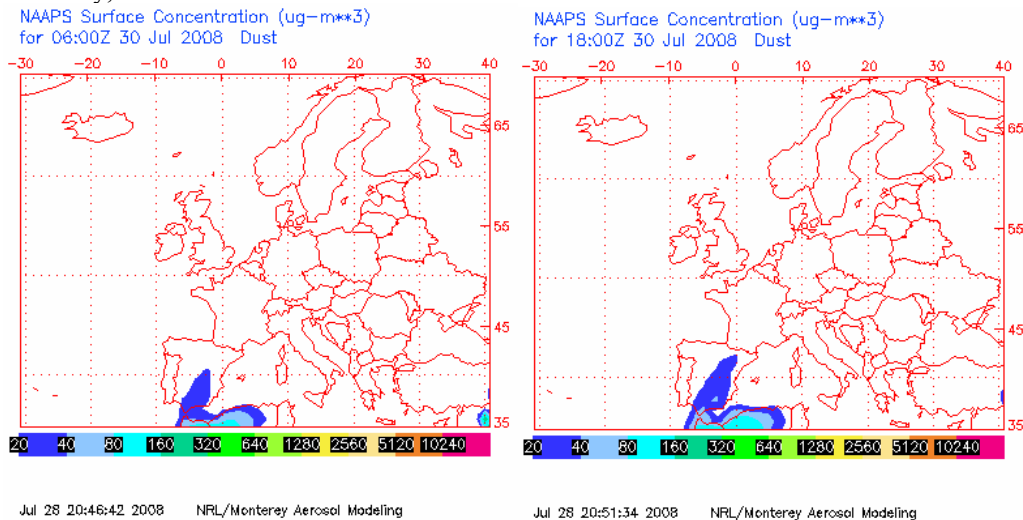 NAAPS Surface Concentration (ug-m**3)
for 06:00Z 30 Jul 2008 Dust
-30 -20 -10 0 10 20 30 40
65
55
45
35
20 40 80 160 320 640 1280 2560 5120 10240
Jul 28 20:46:42 2008 NRL/Monterey Aerosol Modeling
NAAPS Surface Concentration (ug-m**3)
for 18:00Z 30 Jul 2008 Dust
-30 -20 -10 0 10 20 30 40
65
55
45
35
20 40 80 160 320 640 1280 2560 5120 10240
Jul 28 20:51:34 2008 NRL/Monterey Aerosol Modeling